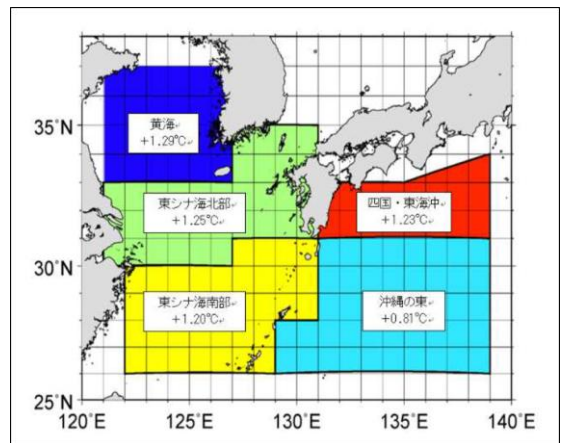 黄海
+1.29℃
35°N
東シナ海北部
+1.25℃
四国・東海沖
+1.23℃
30°N
東シナ海南部
+1.20℃
沖縄の東
+0.81℃
25°N
120°E
125°E
130°E
135°E
140°E